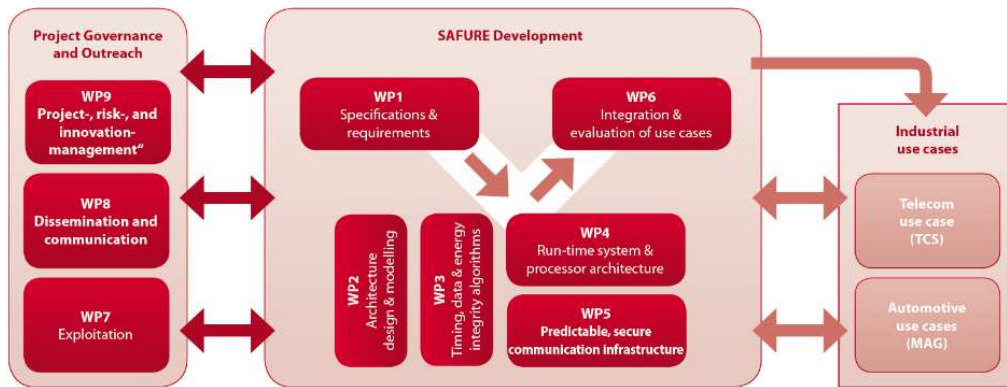 Project Governance
and Outreach
WP9
Project-, risk-, and
innovation-
management“
WP8
Dissemination and
communication
WP7
Exploitation
SAFURE Development
WP1
Specifications &
requirements
WP6
Integration &
evaluation of use cases
WP2
Architecture
design & modelling
WP3
Timing, data & energy
integrity algorithms
WP4
Run-time system &
processor architecture
WP5
Predictable, secure
communication infrastructure
Industrial
use cases
Telecom
use case
(TCS)
Automotive
use cases
(MAG)